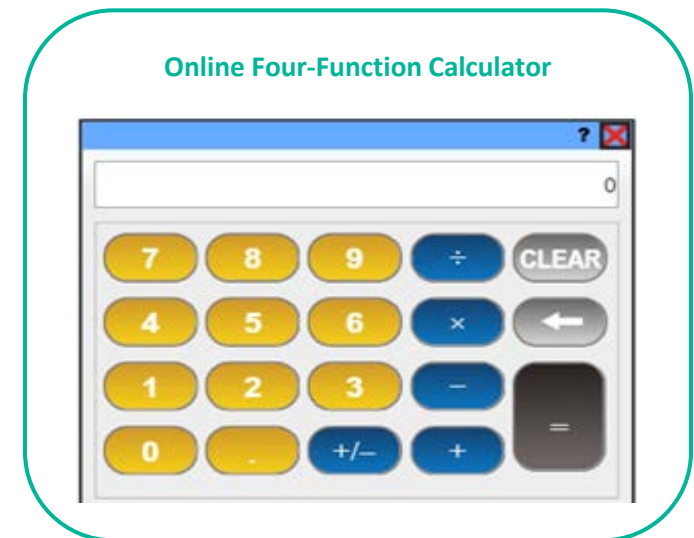 Online Four-Function Calculator
?
0
7 8 9 ÷ CLEAR
4 5 6 ×
1 2 3 −
0 . +/− + =